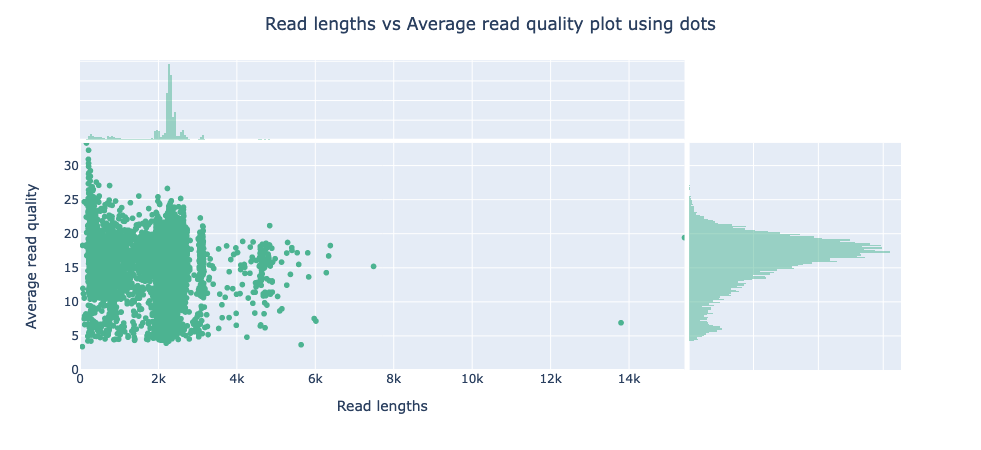 Read lengths vs Average read quality plot using dots
30
25
20
15
10
5
0
Average read quality
0
2k
4k
6k
8k
10k
12k
14k
Read lengths